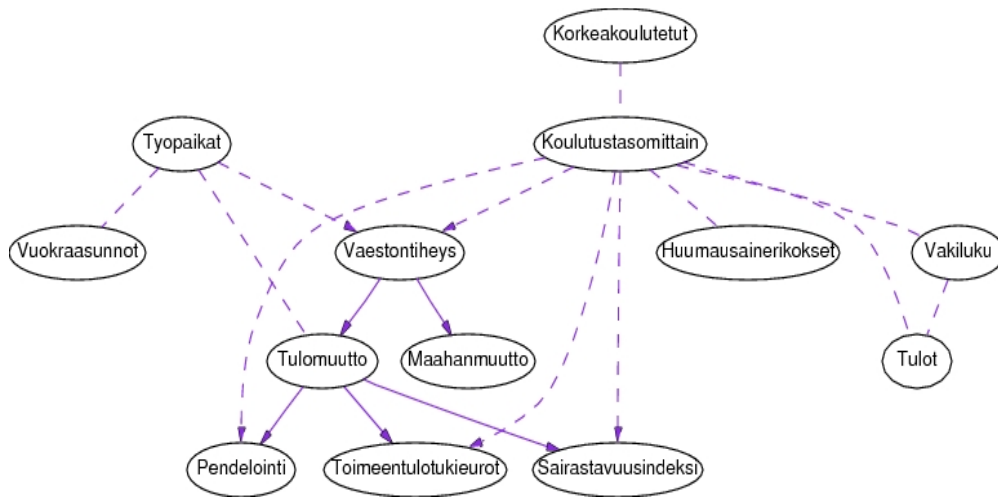 Korkeakoulutetut
Tyopaikat
Koulutustasomittain
Vuokraasunnot
Vaestontiheys
Huumausainerikokset
Vakiluku
Tulomuutto
Maahanmuutto
Tulot
Pendelointi
Toimeentulotukieurot
Sairastavuusindeksi